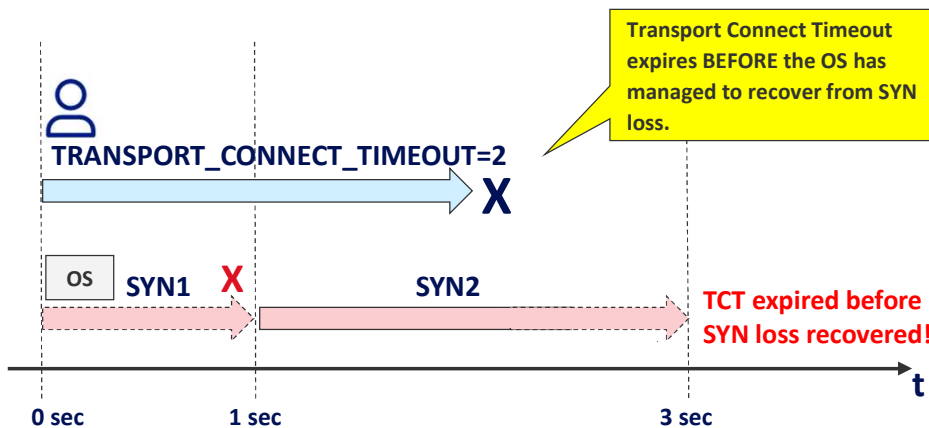 Transport Connect Timeout
expires BEFORE the OS has
managed to recover from SYN
loss.
TRANSPORT_CONNECT_TIMEOUT=2
X
OS
SYN1
X
SYN2
TCT expired before
SYN loss recovered!
t
0 sec
1 sec
3 sec